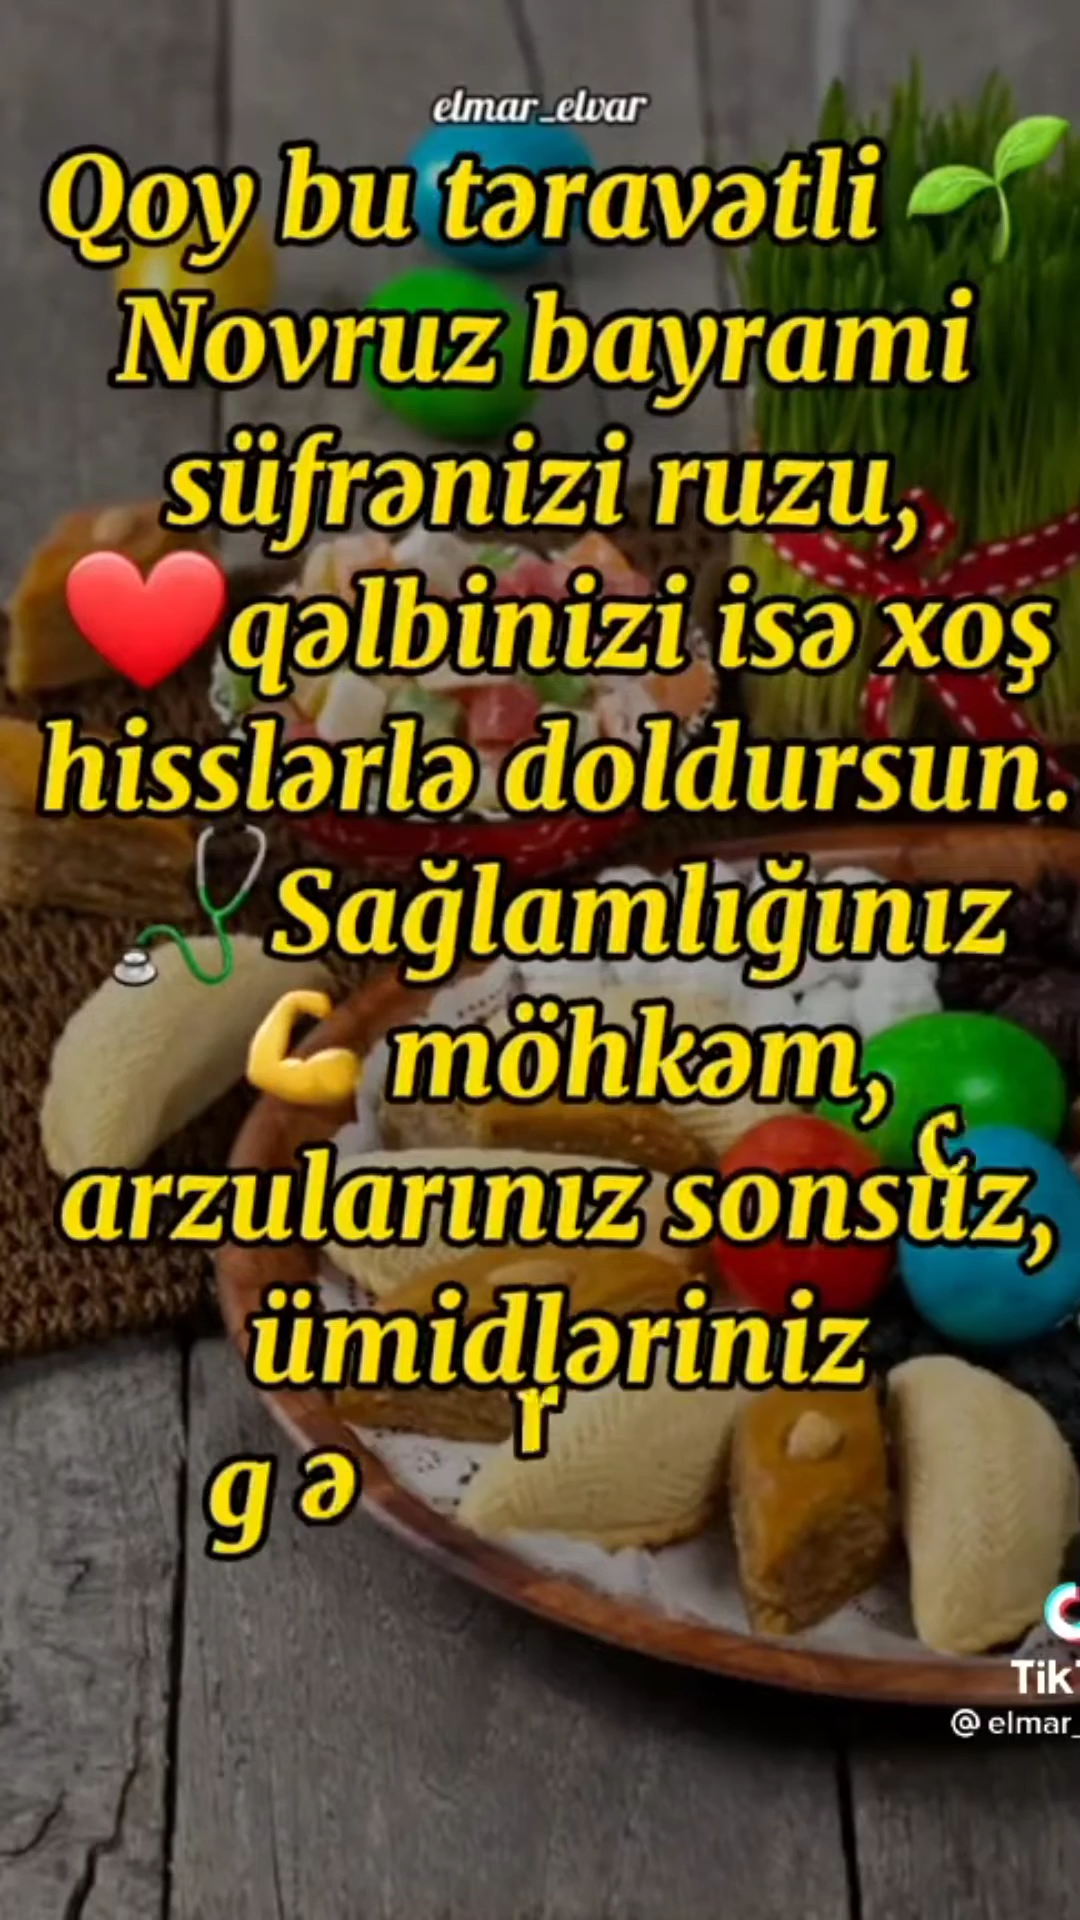 elmar_elvar
Qoy bu təravətli 🌱
Novruz bayrami
süfrənizi ruzu,
❤️qəlbinizi isə xoş
hisslərlə doldursun.
🩺Sağlamlığınız
💪 möhkəm,
arzularınız sonsuz,
ümidləriniz
g ə
r
Tik
@ elmar_